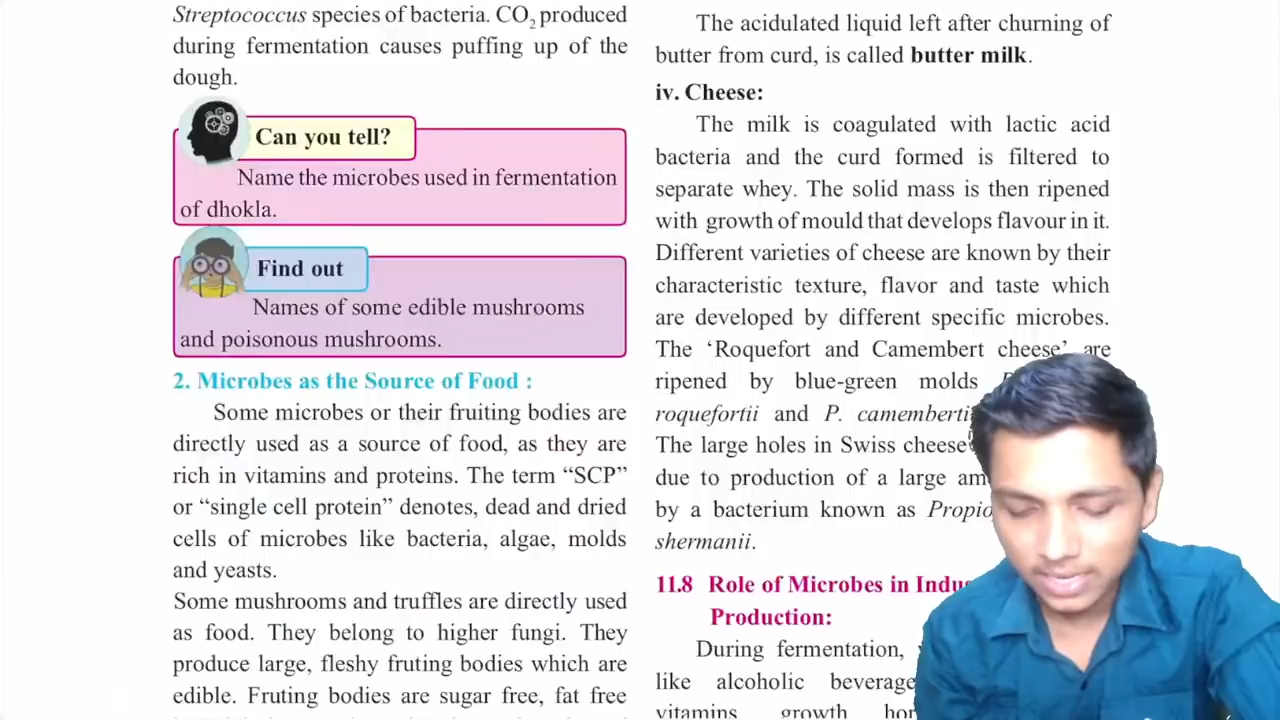 Streptococcus species of bacteria. CO2 produced
during fermentation causes puffing up of the
dough.
Can you tell?
Name the microbes used in fermentation
of dhokla.
Find out
Names of some edible mushrooms
and poisonous mushrooms.
2. Microbes as the Source of Food :
Some microbes or their fruiting bodies are
directly used as a source of food, as they are
rich in vitamins and proteins. The term “SCP”
or “single cell protein” denotes, dead and dried
cells of microbes like bacteria, algae, molds
and yeasts.
Some mushrooms and truffles are directly used
as food. They belong to higher fungi. They
produce large, fleshy fruting bodies which are
edible. Fruting bodies are sugar free, fat free
The acidulated liquid left after churning of
butter from curd, is called butter milk.
iv. Cheese:
The milk is coagulated with lactic acid
bacteria and the curd formed is filtered to
separate whey. The solid mass is then ripened
with growth of mould that develops flavour in it.
Different varieties of cheese are known by their
characteristic texture, flavor and taste which
are developed by different specific microbes.
The ‘Roquefort and Camembert cheese’ are
ripened by blue-green molds
roquefortii and P.
The large holes in Swiss cheese
due to production of a large
by a bacterium known as
shermanii.
11.8 Role of Microbes in
Production:
During fermentation,
like alcoholic
vitamins growth